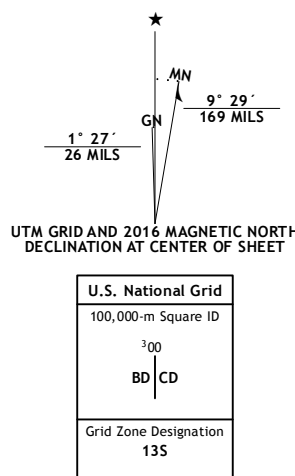 ★
MN
GN
9° 29´
169 MILS
1° 27´
26 MILS
UTM GRID AND 2016 MAGNETIC NORTH
DECLINATION AT CENTER OF SHEET
U.S. National Grid
100,000-m Square ID
³00
BD CD
Grid Zone Designation
13S